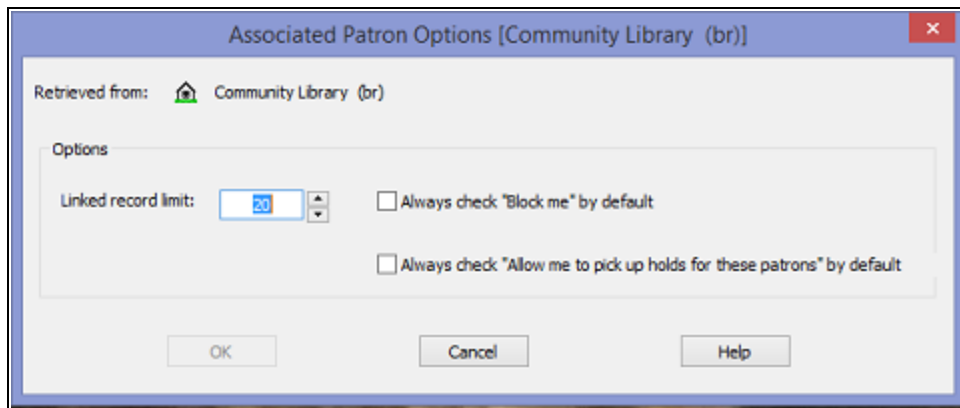 Associated Patron Options [Community Library (br)]
Retrieved from: Community Library (br)
Options
Linked record limit: 20 Always check "Block me" by default
Always check "Allow me to pick up holds for these patrons" by default
OK Cancel Help